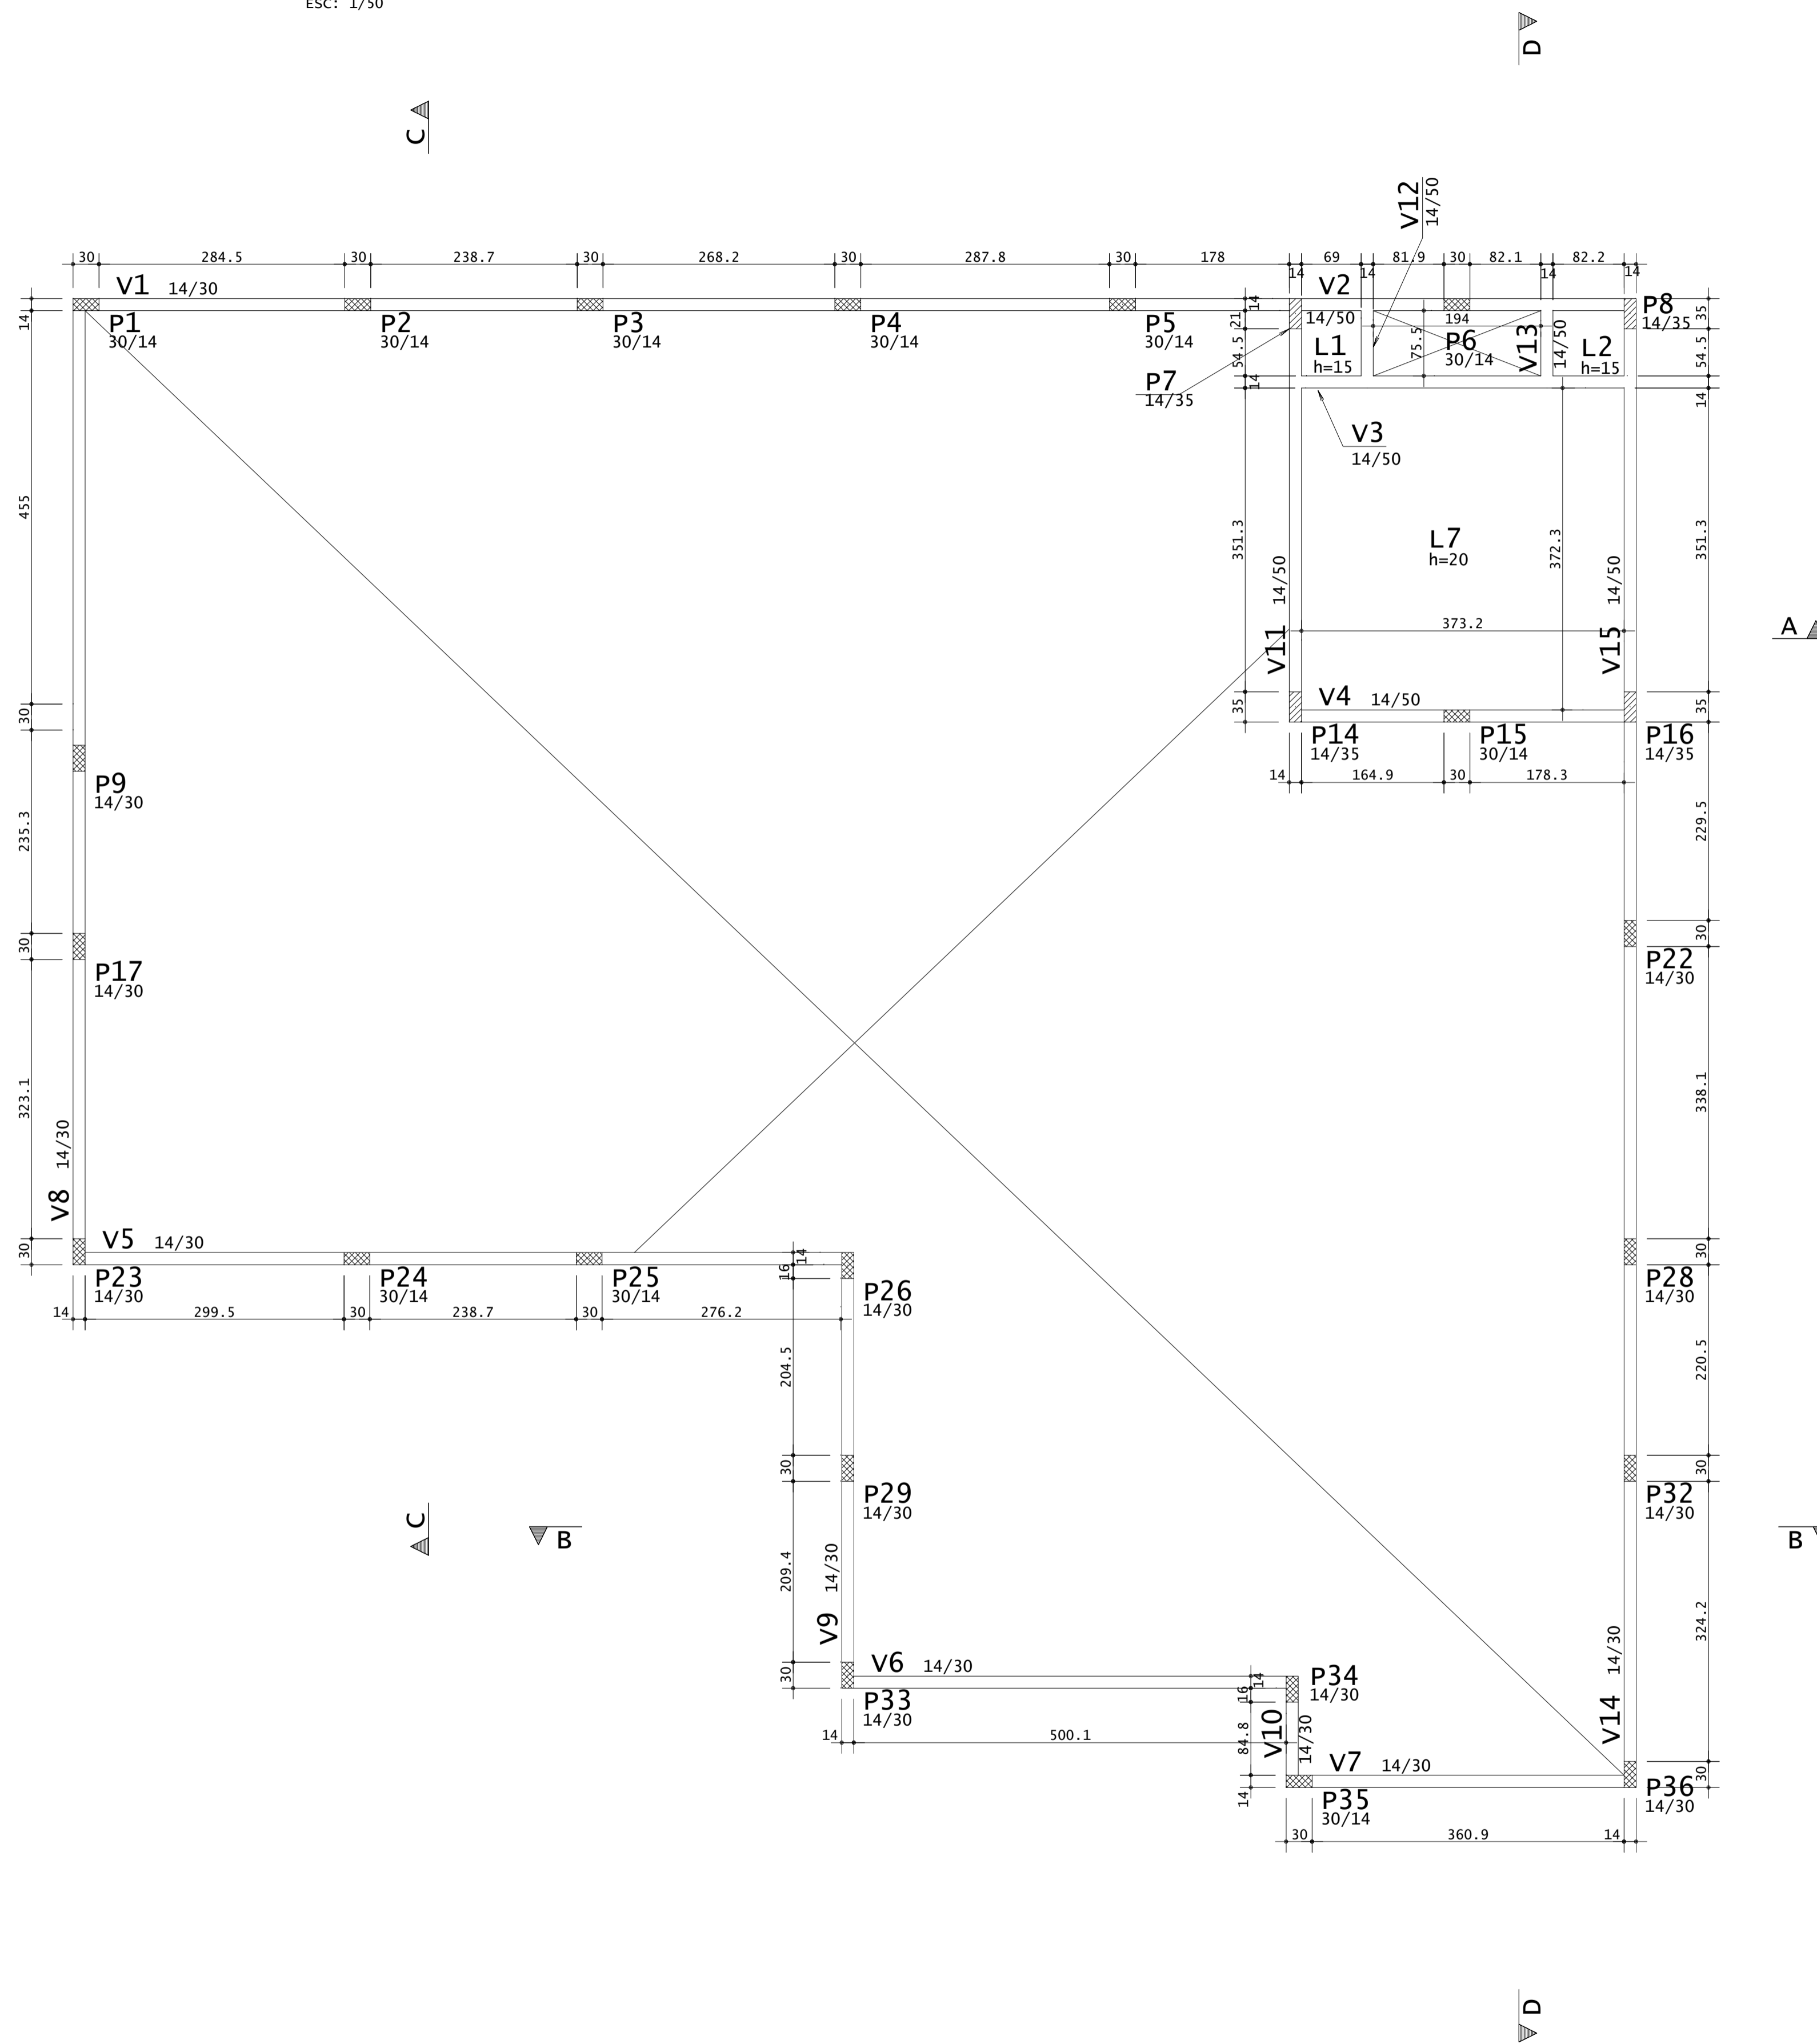 ESC: 1/50
D
C
V12
14/50
30 284.5 30 238.7 30 268.2 30 287.8 30 178 14 69 14 81.9 30 82.1 14 82.2 14
V1 14/30
V2
14
P1
30/14
P2
30/14
P3
30/14
P4
30/14
P5
30/14
P7
14/35
14
21
54.5
14
14/50
L1
h=15
75.5
194
P6
30/14
V13
14/50
L2
h=15
P8
14/35
35
54.5
14
V3
14/50
455
351.3
14/50
V11
L7
h=20
372.3
373.2
14/50
V15
351.3
A
30
35
V4 14/50
35
P14
14/35
P15
30/14
P16
14/35
14 164.9 30 178.3
P9
14/30
235.3
229.5
30
P17
14/30
30
P22
14/30
323.1
14/30
V8
338.1
30
V5 14/30
14
16
30
P23
14/30
P24
30/14
P25
30/14
P26
14/30
P28
14/30
14 299.5 30 238.7 30 276.2
204.5
220.5
30
P29
14/30
30
P32
14/30
C
B
B
209.4
14/30
V9
324.2
14/30
V14
30
V6 14/30
14
16
P33
14/30
P34
14/30
14 500.1
84.8
V10
14/30
V7 14/30
14
30
P35
30/14
P36
14/30
30 360.9 14
D